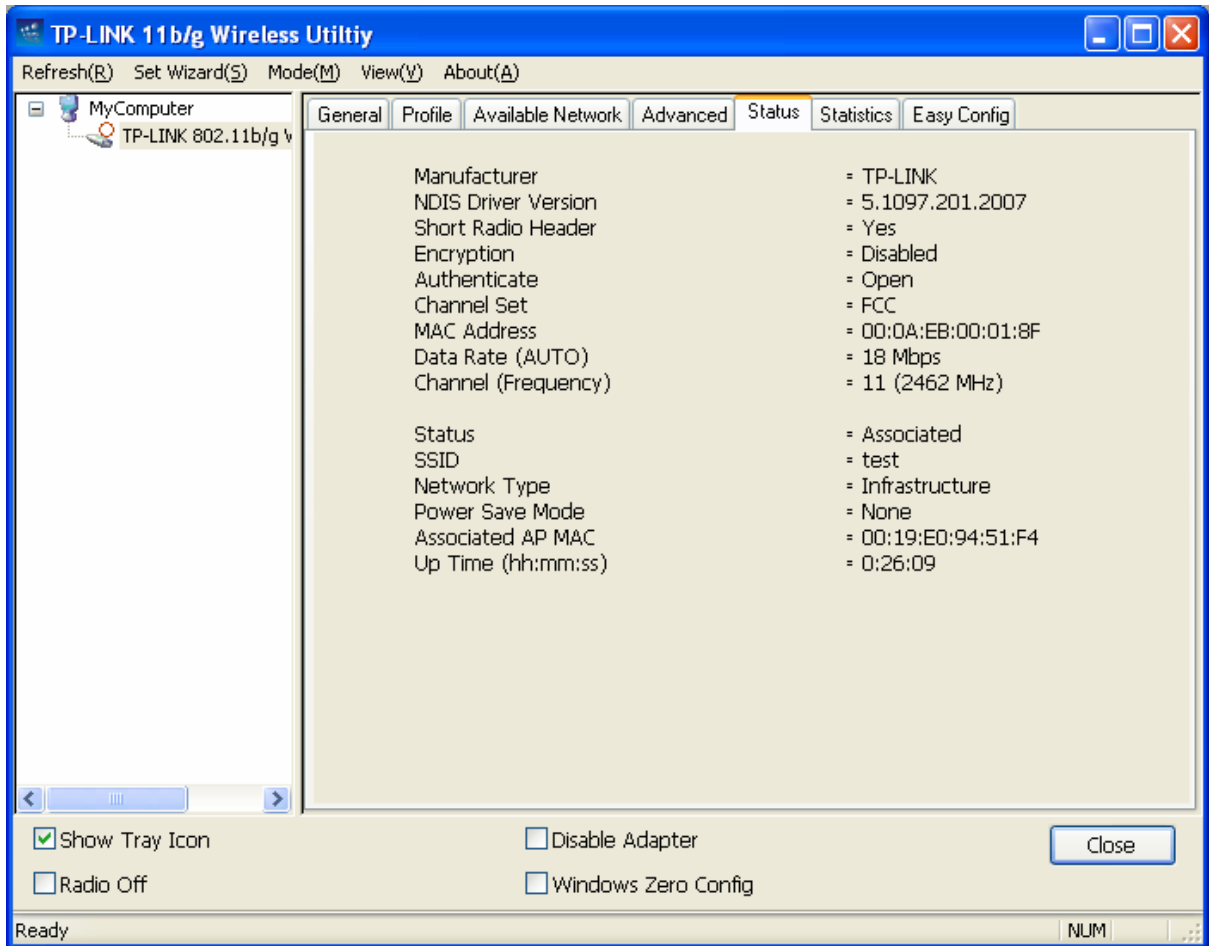 TP-LINK 11b/g Wireless Utiltiy
Refresh(R) Set Wizard(S) Mode(M) View(V) About(A)
MyComputer
TP-LINK 802.11b/g
General Profile Available Network Advanced Status Statistics Easy Config
Manufacturer = TP-LINK
NDIS Driver Version = 5.1097.201.2007
Short Radio Header = Yes
Encryption = Disabled
Authenticate = Open
Channel Set = FCC
MAC Address = 00:0A:EB:00:01:8F
Data Rate (AUTO) = 18 Mbps
Channel (Frequency) = 11 (2462 MHz)
Status = Associated
SSID = test
Network Type = Infrastructure
Power Save Mode = None
Associated AP MAC = 00:19:E0:94:51:F4
Up Time (hh:mm:ss) = 0:26:09
Show Tray Icon Disable Adapter Close
Radio Off Windows Zero Config
Ready NUM